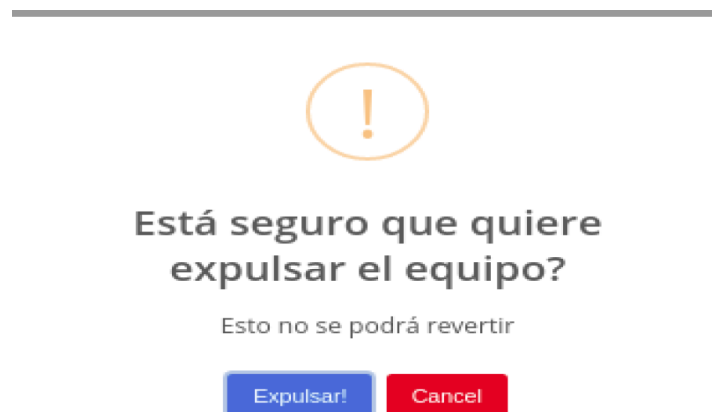 !
Está seguro que quiere
expulsar el equipo?
Esto no se podrá revertir
Expulsar! Cancel